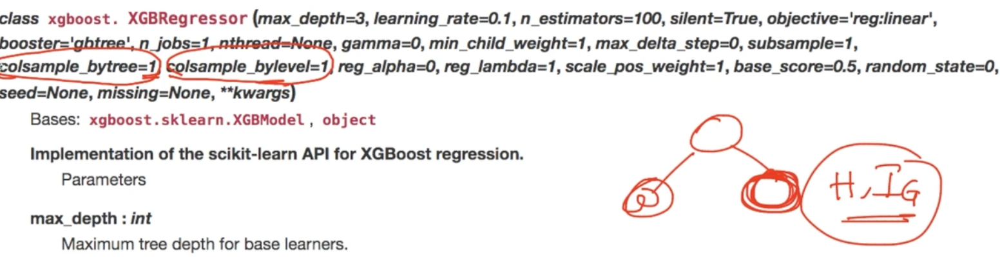 class xgboost. XGBRegressor (max_depth=3, learning_rate=0.1, n_estimators=100, silent=True, objective='reg:linear',
booster='gbtree', n_jobs=1, nthread=None, gamma=0, min_child_weight=1, max_delta_step=0, subsample=1,
colsample_bytree=1, colsample_bylevel=1, reg_alpha=0, reg_lambda=1, scale_pos_weight=1, base_score=0.5, random_state=0,
seed=None, missing=None, **kwargs)
Bases: xgboost.sklearn.XGBModel , object
Implementation of the scikit-learn API for XGBoost regression.
Parameters
H, IG
max_depth : int
Maximum tree depth for base learners.